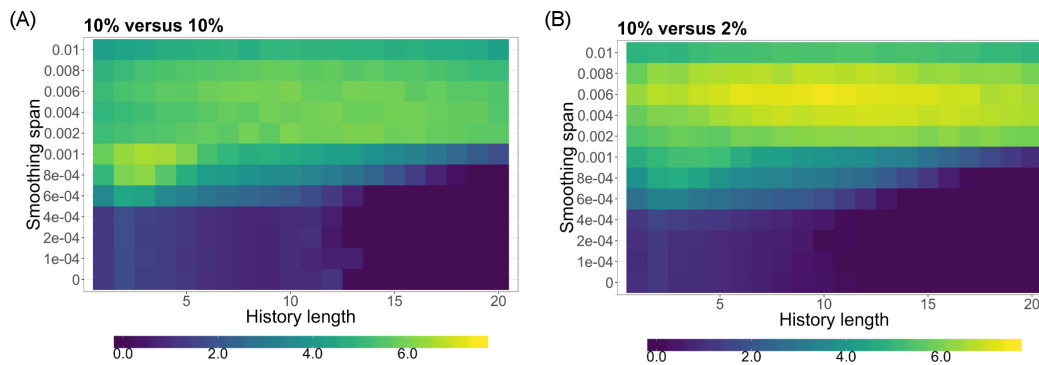 (A)
10% versus 10%
Smoothing span
0.01
0.008
0.006
0.004
0.002
0.001
8e-04
6e-04
4e-04
2e-04
1e-04
0
5 10 15 20
History length
0.0 2.0 4.0 6.0
(B)
10% versus 2%
Smoothing span
0.01
0.008
0.006
0.004
0.002
0.001
8e-04
6e-04
4e-04
2e-04
1e-04
0
5 10 15 20
History length
0.0 2.0 4.0 6.0